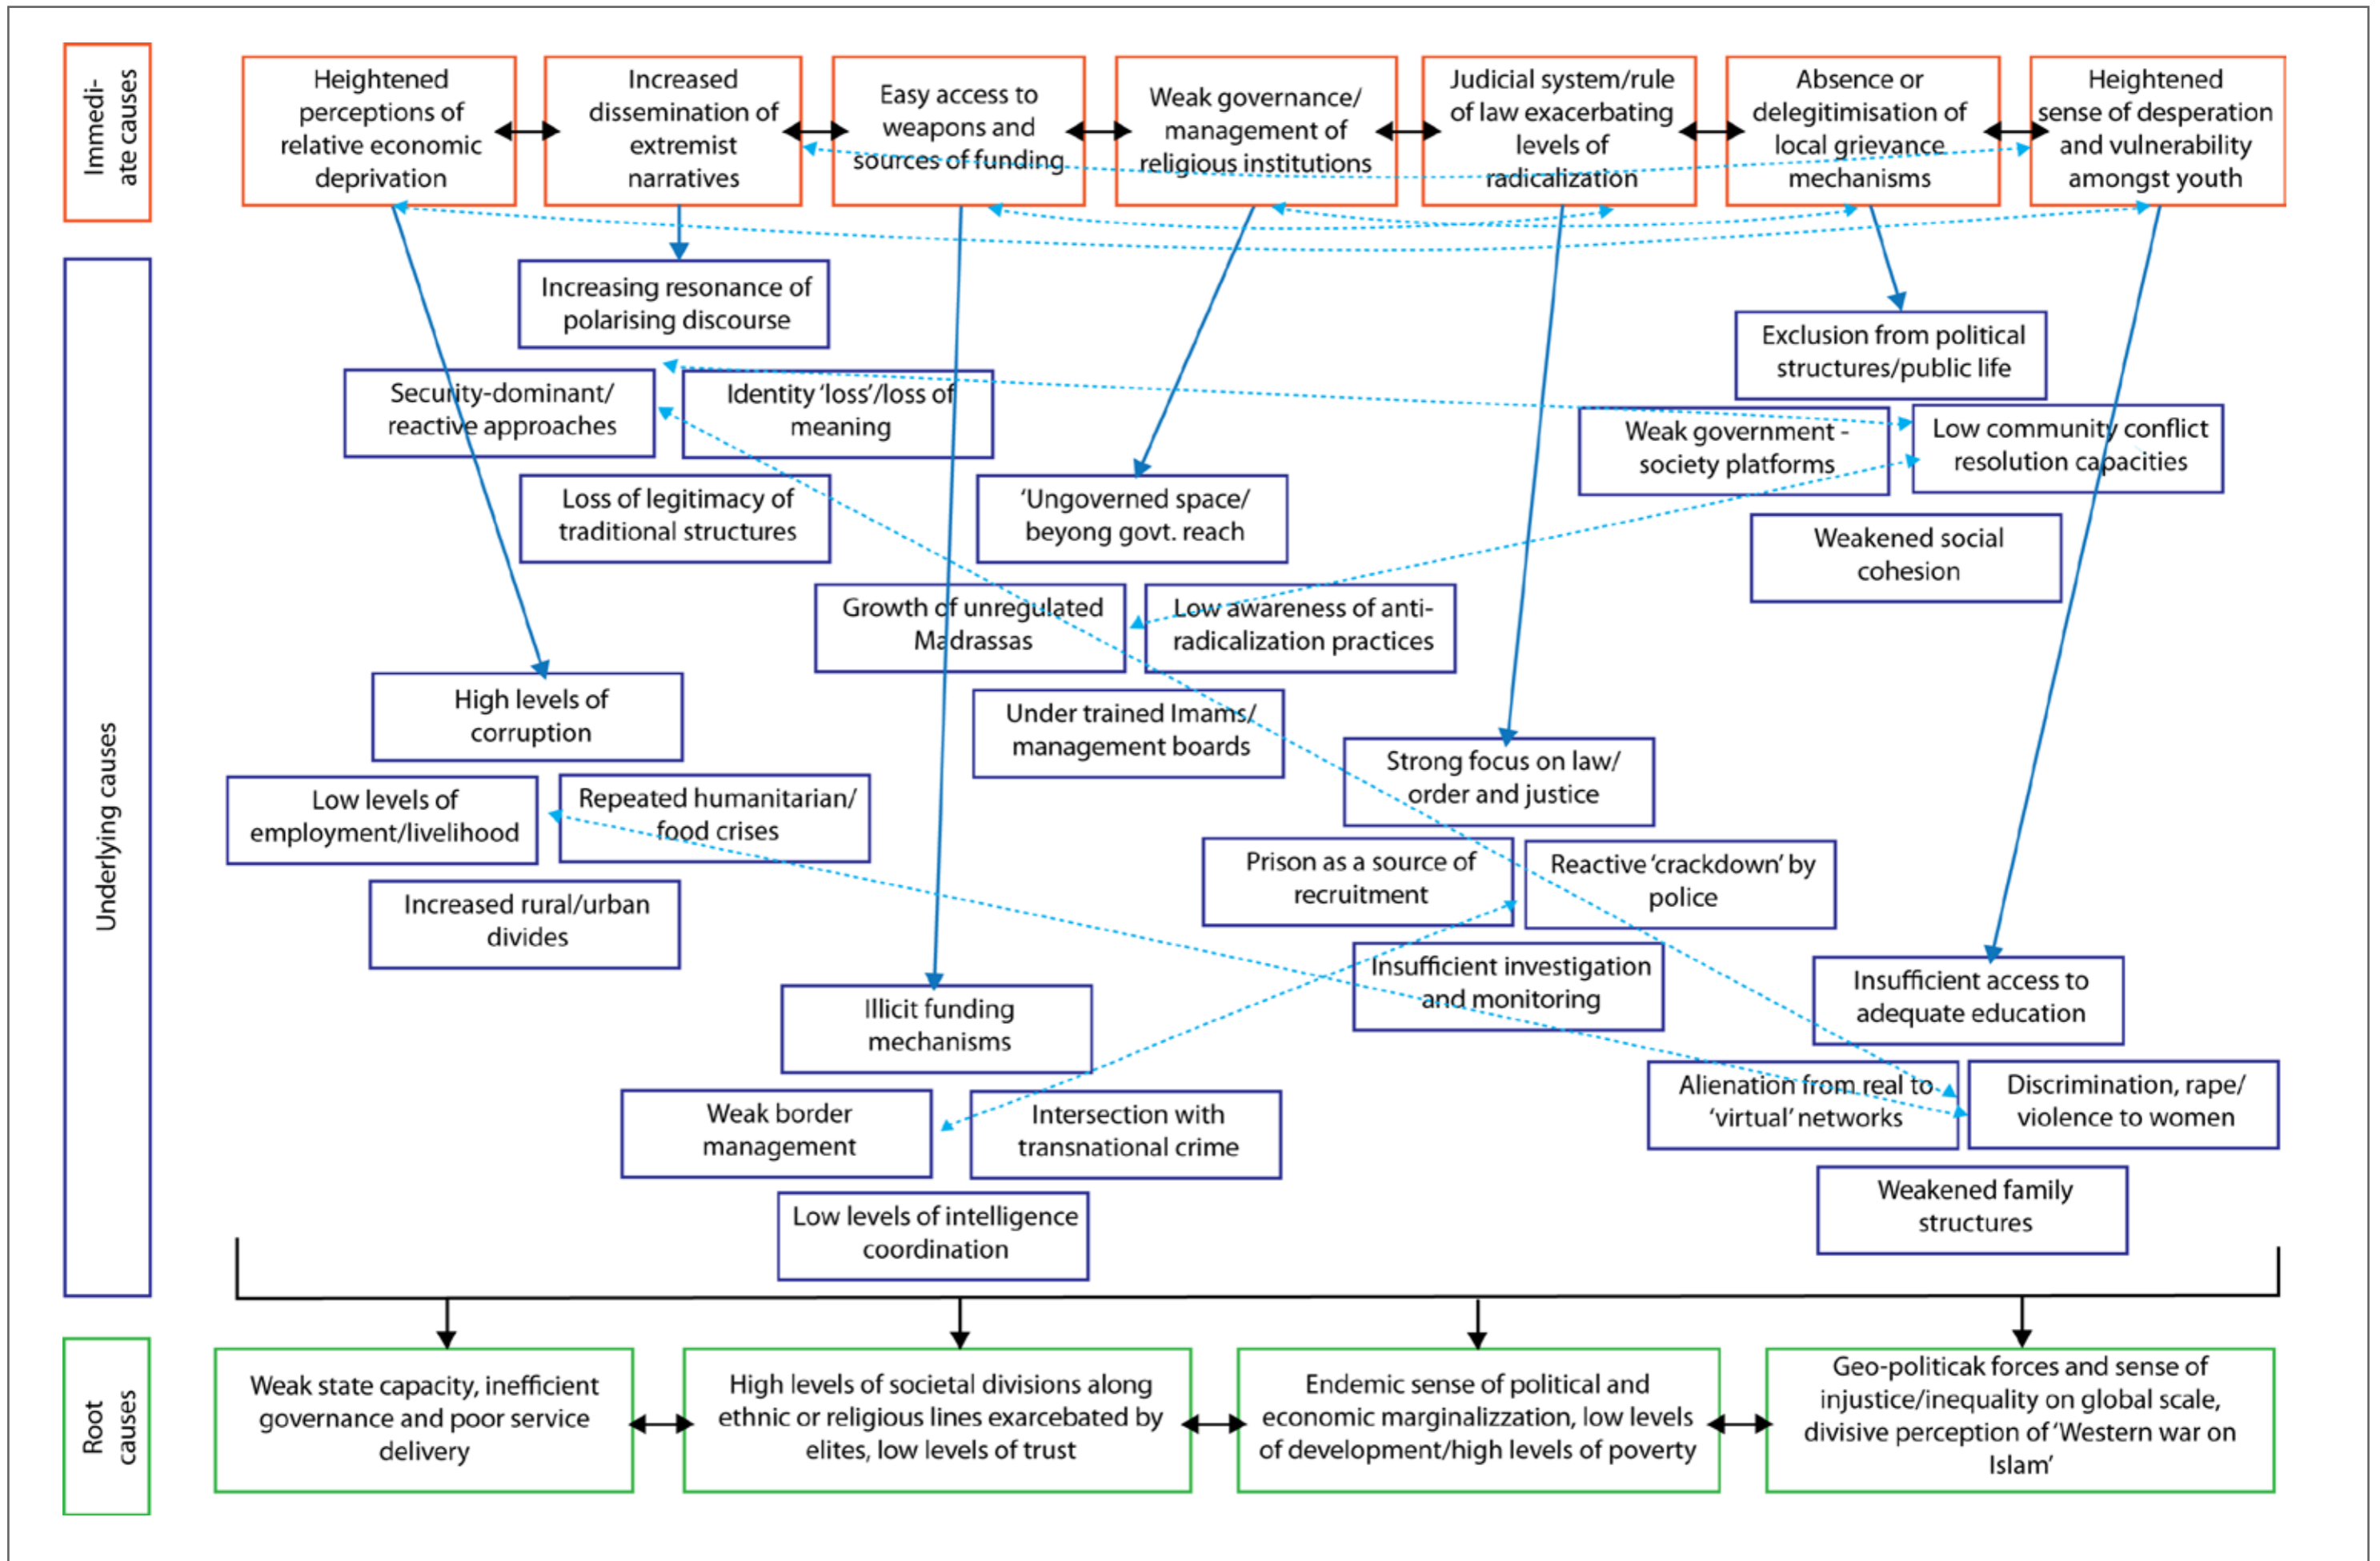 Immedi-
ate causes
Heightened
perceptions of
relative economic
deprivation
Increased
dissemination of
extremist
narratives
Easy access to
weapons and
sources of funding
Weak governance/
management of
religious institutions
Judicial system/rule
of law exacerbating
levels of
radicalization
Absence or
delegitimisation of
local grievance
mechanisms
Heightened
sense of desperation
and vulnerability
amongst youth
Underlying causes
Increasing resonance of
polarising discourse
Security-dominant/
reactive approaches
Identity ‘loss’/loss of
meaning
Loss of legitimacy of
traditional structures
‘Ungoverned space/
beyong govt. reach
Growth of unregulated
Madrassas
Low awareness of anti-
radicalization practices
Under trained Imams/
management boards
Exclusion from political
structures/public life
Weak government -
society platforms
Low community conflict
resolution capacities
Weakened social
cohesion
High levels of
corruption
Low levels of
employment/livelihood
Repeated humanitarian/
food crises
Increased rural/urban
divides
Strong focus on law/
order and justice
Prison as a source of
recruitment
Reactive ‘crackdown’ by
police
Insufficient investigation
and monitoring
Illicit funding
mechanisms
Weak border
management
Intersection with
transnational crime
Low levels of intelligence
coordination
Insufficient access to
adequate education
Alienation from real to
‘virtual’ networks
Discrimination, rape/
violence to women
Weakened family
structures
Root
causes
Weak state capacity, inefficient
governance and poor service
delivery
High levels of societal divisions along
ethnic or religious lines exarcebated by
elites, low levels of trust
Endemic sense of political and
economic marginalizzation, low levels
of development/high levels of poverty
Geo-politicak forces and sense of
injustice/inequality on global scale,
divisive perception of ‘Western war on
Islam’